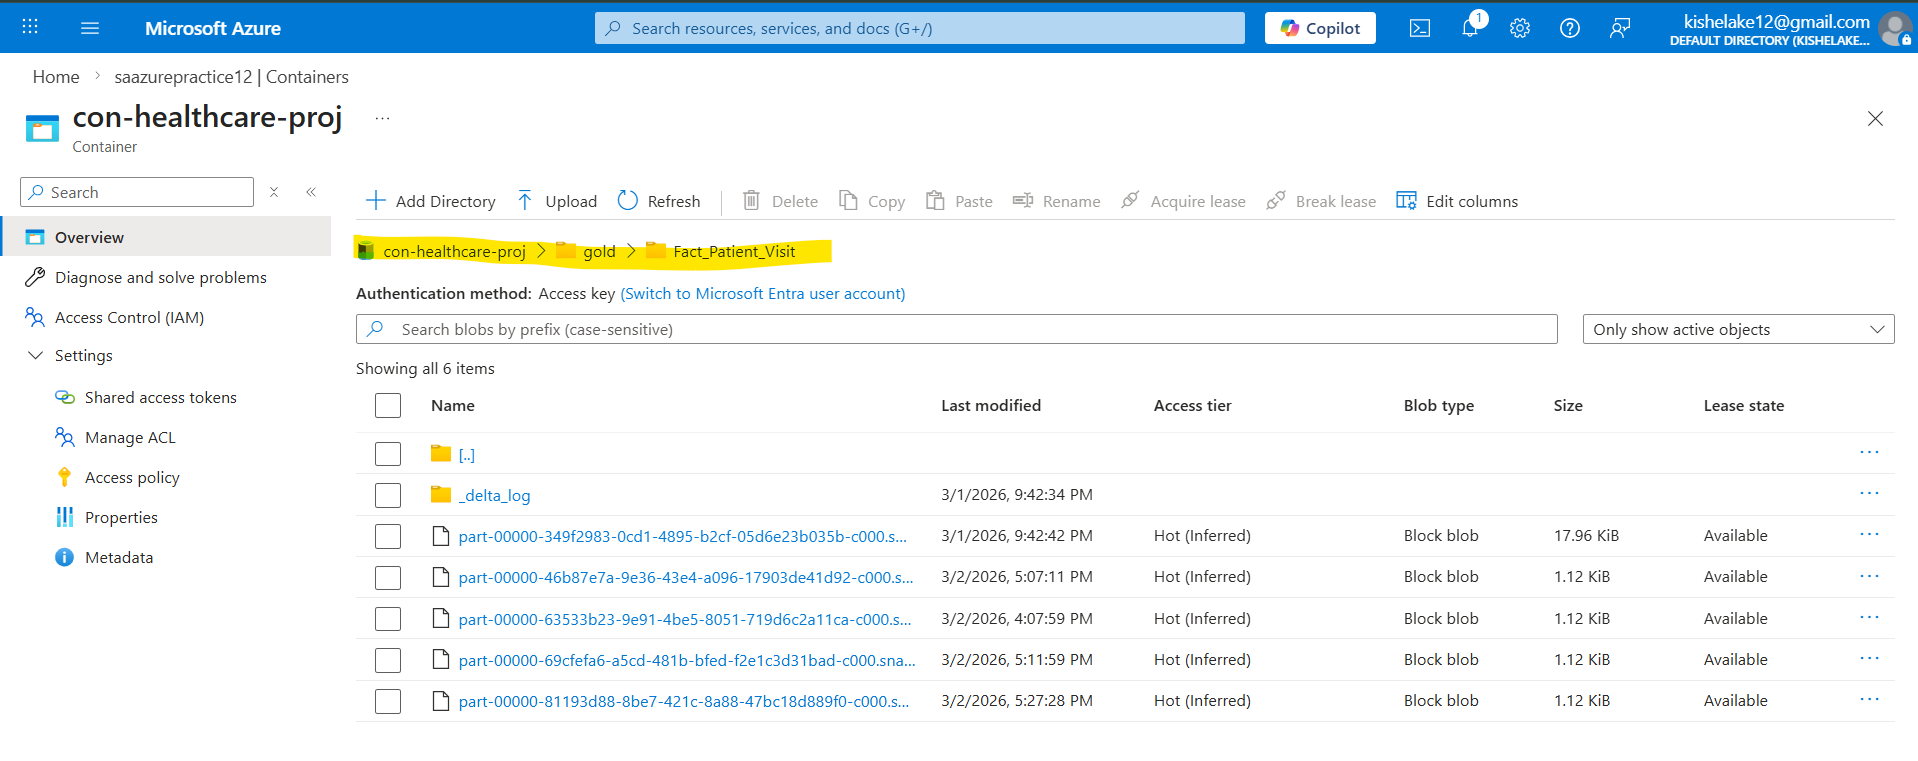 Microsoft Azure
Search resources, services, and docs (G+/)
Copilot
1
kishelake12@gmail.com
DEFAULT DIRECTORY (KISHELAKE...
Home > saazurepractice12 | Containers
con-healthcare-proj ...
Container
Search
Overview
Diagnose and solve problems
Access Control (IAM)
Settings
Shared access tokens
Manage ACL
Access policy
Properties
Metadata
Add Directory Upload Refresh Delete Copy Paste Rename Acquire lease Break lease Edit columns
con-healthcare-proj > gold > Fact_Patient_Visit
Authentication method: Access key (Switch to Microsoft Entra user account)
Search blobs by prefix (case-sensitive)
Only show active objects
Showing all 6 items
Name Last modified Access tier Blob type Size Lease state
[..]
_delta_log 3/1/2026, 9:42:34 PM
part-00000-349f2983-0cd1-4895-b2cf-05d6e23b035b-c000.s... 3/1/2026, 9:42:42 PM Hot (Inferred) Block blob 17.96 KiB Available
part-00000-46b87e7a-9e36-43e4-a096-17903de41d92-c000.s... 3/2/2026, 5:07:11 PM Hot (Inferred) Block blob 1.12 KiB Available
part-00000-63533b23-9e91-4be5-8051-719d6c2a11ca-c000.s... 3/2/2026, 4:07:59 PM Hot (Inferred) Block blob 1.12 KiB Available
part-00000-69cfefa6-a5cd-481b-bfed-f2e1c3d31bad-c000.sna... 3/2/2026, 5:11:59 PM Hot (Inferred) Block blob 1.12 KiB Available
part-00000-81193d88-8be7-421c-8a88-47bc18d889f0-c000.s... 3/2/2026, 5:27:28 PM Hot (Inferred) Block blob 1.12 KiB Available